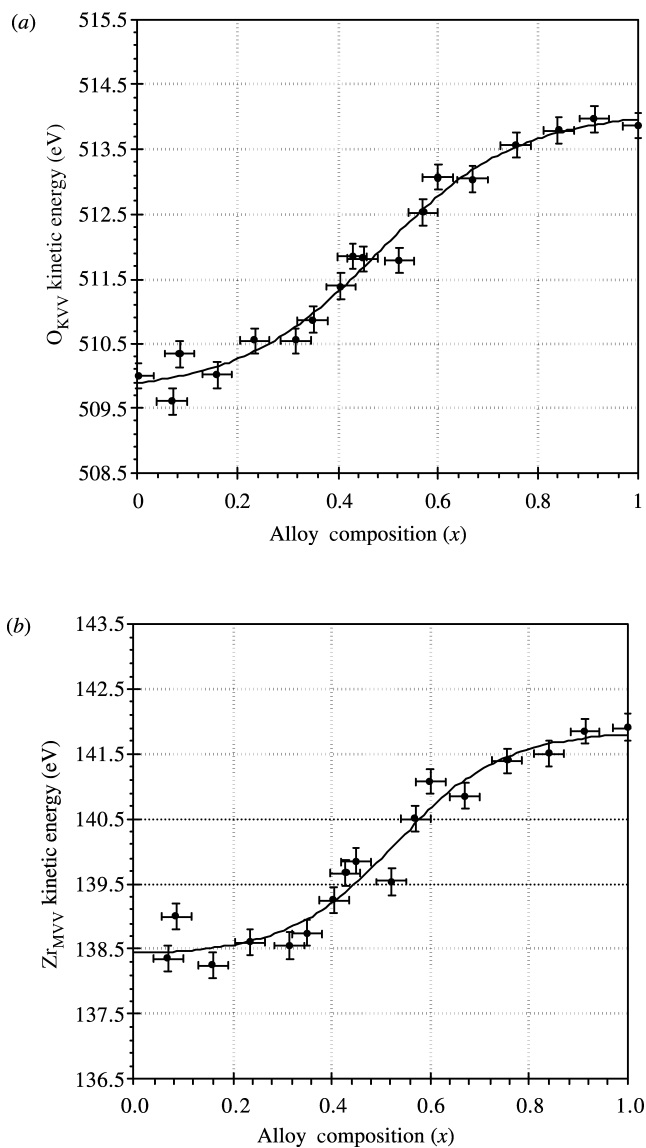 (a)
515.5
514.5
513.5
512.5
511.5
510.5
509.5
508.5
O_KVV kinetic energy (eV)
0 0.2 0.4 0.6 0.8 1
Alloy composition (x)
(b)
143.5
142.5
141.5
140.5
139.5
138.5
137.5
136.5
Zr_MVV kinetic energy (eV)
0.0 0.2 0.4 0.6 0.8 1.0
Alloy composition (x)